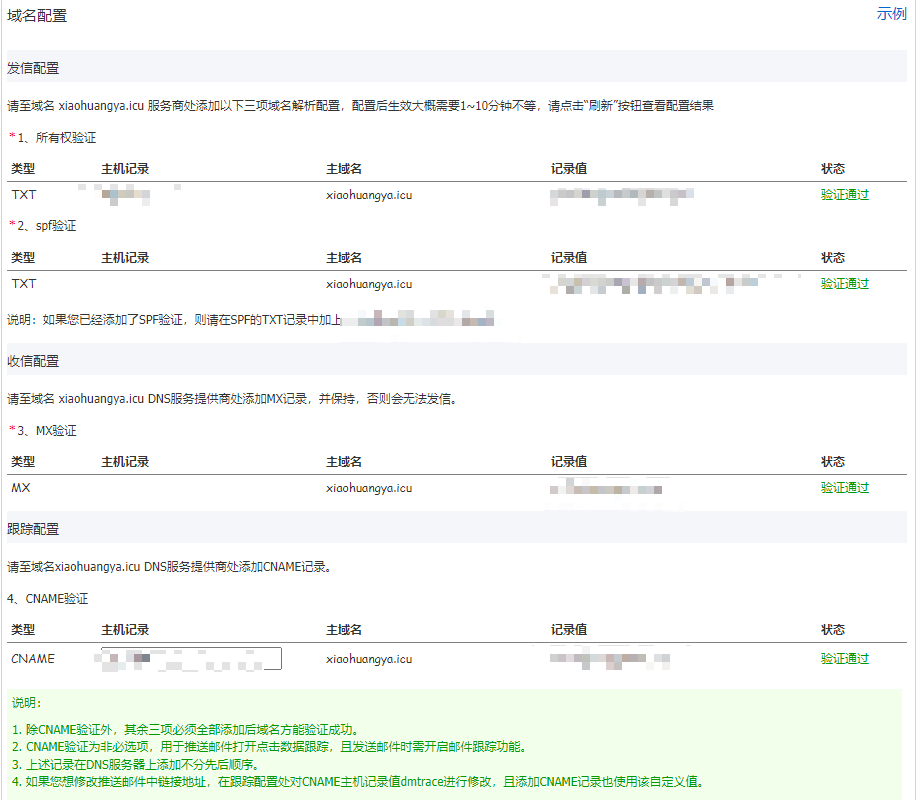 域名配置 示例
发信配置
请至域名 xiaohuangya.icu 服务商处添加以下三项域名解析配置，配置后生效大概需要1~10分钟不等，请点击“刷新”按钮查看配置结果
*1、所有权验证
类型 主机记录 主域名 记录值 状态
TXT xiaohuangya.icu 验证通过
*2、spf验证
类型 主机记录 主域名 记录值 状态
TXT xiaohuangya.icu 验证通过
说明：如果您已经添加了SPF验证，则请在SPF的TXT记录中加上
收信配置
请至域名 xiaohuangya.icu DNS服务提供商处添加MX记录，并保持，否则会无法发信。
*3、MX验证
类型 主机记录 主域名 记录值 状态
MX xiaohuangya.icu 验证通过
跟踪配置
请至域名xiaohuangya.icu DNS服务提供商处添加CNAME记录。
4、CNAME验证
类型 主机记录 主域名 记录值 状态
CNAME xiaohuangya.icu 验证通过
说明：
1. 除CNAME验证外，其余三项必须全部添加后域名方能验证成功。
2. CNAME验证为非必选项，用于推送邮件打开点击数据跟踪，且发送邮件时需开启邮件跟踪功能。
3. 上述记录在DNS服务器上添加不分先后顺序。
4. 如果您想修改推送邮件中链接地址，在跟踪配置处对CNAME主机记录值dmtrace进行修改，且添加CNAME记录也使用该自定义值。